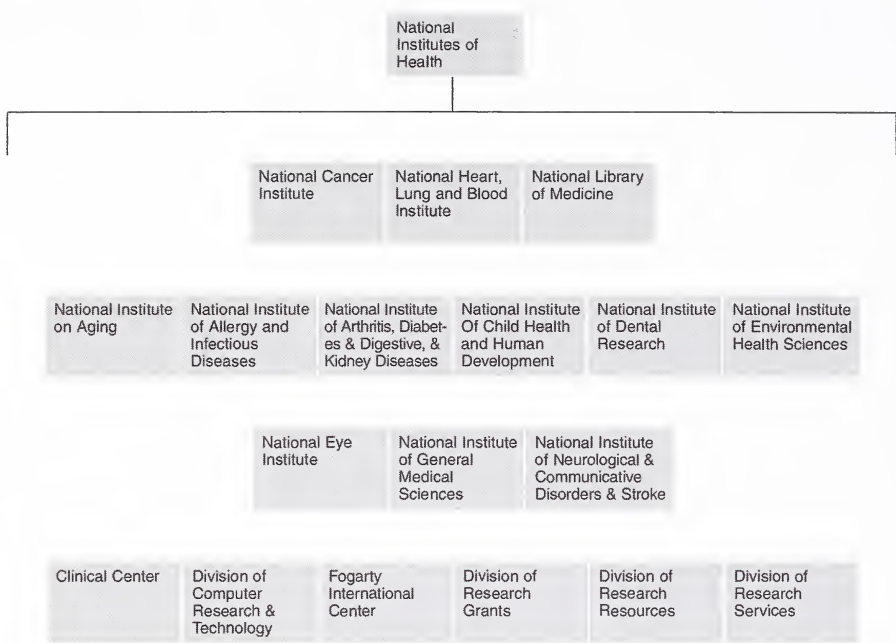 National
Institutes of
Health
National Cancer
Institute
National Heart,
Lung and Blood
Institute
National Library
of Medicine
National Institute
on Aging
National Institute
of Allergy and
Infectious
Diseases
National Institute
of Arthritis, Diabet-
es & Digestive, &
Kidney Diseases
National Institute
Of Child Health
and Human
Development
National Institute
of Dental
Research
National Institute
of Environmental
Health Sciences
National Eye
Institute
National Institute
of General
Medical
Sciences
National Institute
of Neurological &
Communicative
Disorders & Stroke
Clinical Center
Division of
Computer
Research &
Technology
Fogarty
International
Center
Division of
Research
Grants
Division of
Research
Resources
Division of
Research
Services